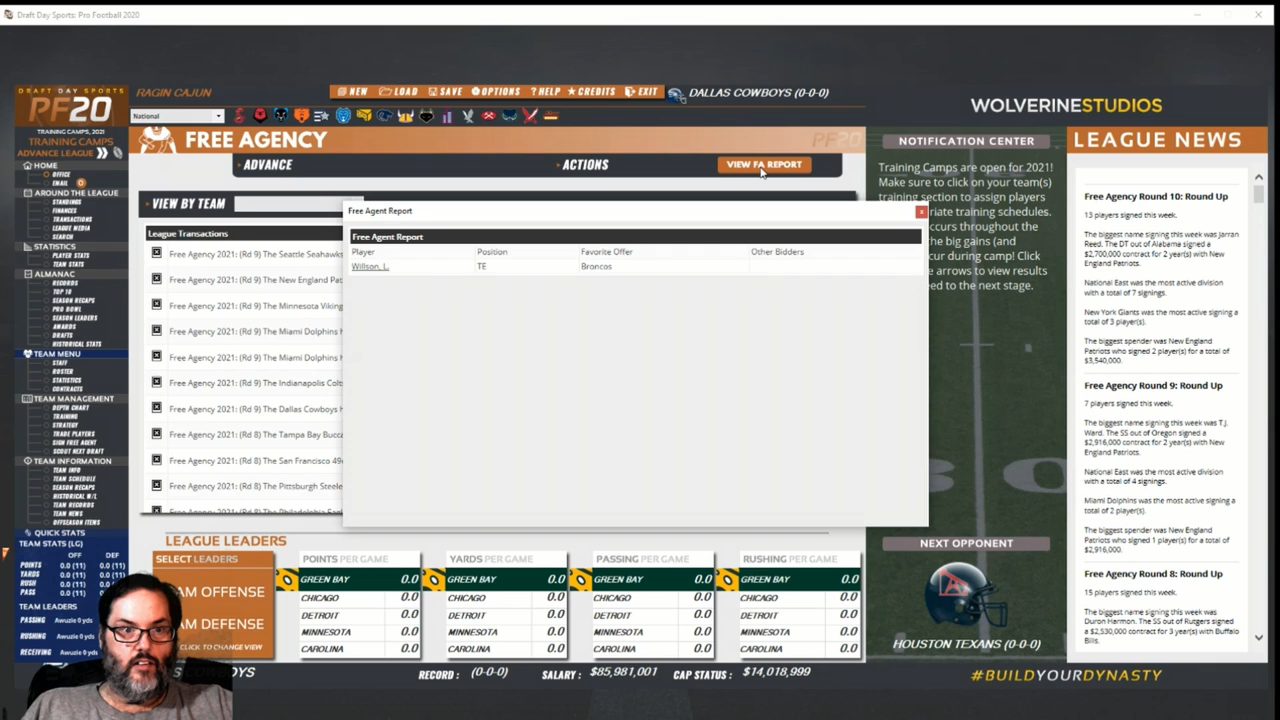 Draft Day Sports: Pro Football 2020
DRAFT DAY SPORTS
PF20
RAGIN CAJUN
NEW LOAD SAVE OPTIONS HELP CREDITS EXIT
DALLAS COWBOYS (0-0-0)
WOLVERINESTUDIOS
National
TRAINING CAMPS, 2021
TRAINING CAMPS
ADVANCE LEAGUE
HOME
OFFICE
EMAIL 0
AROUND THE LEAGUE
STANDINGS
FINANCES
TRANSACTIONS
LEAGUE MEDIA
SEARCH
STATISTICS
PLAYER STATS
TEAM STATS
ALMANAC
RECORDS
TOP 10
SEASON RECAPS
PRO BOWL
SEASON LEADERS
AWARDS
DRAFTS
HISTORICAL STATS
TEAM MENU
STAFF
ROSTER
STATISTICS
CONTRACTS
TEAM MANAGEMENT
DEPTH CHART
TRAINING
STRATEGY
TRADE PLAYERS
SIGN FREE AGENT
SCOUT NEXT DRAFT
TEAM INFORMATION
TEAM INFO
TEAM SCHEDULE
SEASON RECAPS
HISTORICAL W/L
TEAM RECORDS
TEAM NEWS
OFFSEASON ITEMS
QUICK STATS
TEAM STATS (LG)
OFF DEF
POINTS 0.0 (11) 0.0 (11)
YARDS 0.0 (11) 0.0 (11)
RUSH 0.0 (11) 0.0 (11)
PASS 0.0 (11) 0.0 (11)
TEAM LEADERS
PASSING Awuzie 0 yds
RUSHING Awuzie 0 yds
RECEIVING Awuzie 0 yds
FREE AGENCY
PF20
ADVANCE
ACTIONS
VIEW FA REPORT
VIEW BY TEAM
League Transactions
Free Agency 2021: (Rd 9) The Seattle Seahawks
Free Agency 2021: (Rd 9) The New England Pat
Free Agency 2021: (Rd 9) The Minnesota Viking
Free Agency 2021: (Rd 9) The Miami Dolphins h
Free Agency 2021: (Rd 9) The Miami Dolphins h
Free Agency 2021: (Rd 9) The Indianapolis Colts
Free Agency 2021: (Rd 9) The Dallas Cowboys h
Free Agency 2021: (Rd 8) The Tampa Bay Bucca
Free Agency 2021: (Rd 8) The San Francisco 49e
Free Agency 2021: (Rd 8) The Pittsburgh Steele
Free Agency 2021: (Rd 8) The Philadelphia Eagl
Free Agent Report
x
Free Agent Report
Player Position Favorite Offer Other Bidders
Willson, L. TE Broncos
LEAGUE LEADERS
SELECT LEADERS
AM OFFENSE
AM DEFENSE
CLICK TO CHANGE VIEW
POINTS PER GAME
GREEN BAY 0.0
CHICAGO 0.0
DETROIT 0.0
MINNESOTA 0.0
CAROLINA 0.0
YARDS PER GAME
GREEN BAY 0.0
CHICAGO 0.0
DETROIT 0.0
MINNESOTA 0.0
CAROLINA 0.0
PASSING PER GAME
GREEN BAY 0.0
CHICAGO 0.0
DETROIT 0.0
MINNESOTA 0.0
CAROLINA 0.0
RUSHING PER GAME
GREEN BAY 0.0
CHICAGO 0.0
DETROIT 0.0
MINNESOTA 0.0
CAROLINA 0.0
S COWBOYS
RECORD : (0-0-0) SALARY: $85,981,001 CAP STATUS : $14,018,999
NOTIFICATION CENTER
Training Camps are open for 2021!
Make sure to click on your team(s)
training section to assign players
riate training schedules.
occurs throughout the
he big gains (and
cur during camp! Click
e arrows to view results
eed to the next stage.
NEXT OPPONENT
HOUSTON TEXANS (0-0-0)
LEAGUE NEWS
Free Agency Round 10: Round Up
13 players signed this week.
The biggest name signing this week was Jarran
Reed. The DT out of Alabama signed a
$2,700,000 contract for 2 year(s) with New
England Patriots.
National East was the most active division
with a total of 7 signings.
New York Giants was the most active signing a
total of 3 player(s).
The biggest spender was New England
Patriots who signed 2 player(s) for a total of
$3,540,000.
Free Agency Round 9: Round Up
7 players signed this week.
The biggest name signing this week was T.J.
Ward. The SS out of Oregon signed a
$2,916,000 contract for 2 year(s) with New
England Patriots.
National East was the most active division
with a total of 4 signings.
Miami Dolphins was the most active signing a
total of 2 player(s).
The biggest spender was New England
Patriots who signed 1 player(s) for a total of
$2,916,000.
Free Agency Round 8: Round Up
15 players signed this week.
The biggest name signing this week was
Duron Harmon. The SS out of Rutgers signed
a $2,530,000 contract for 3 year(s) with Buffalo
Bills.
#BUILDYOURDYNASTY